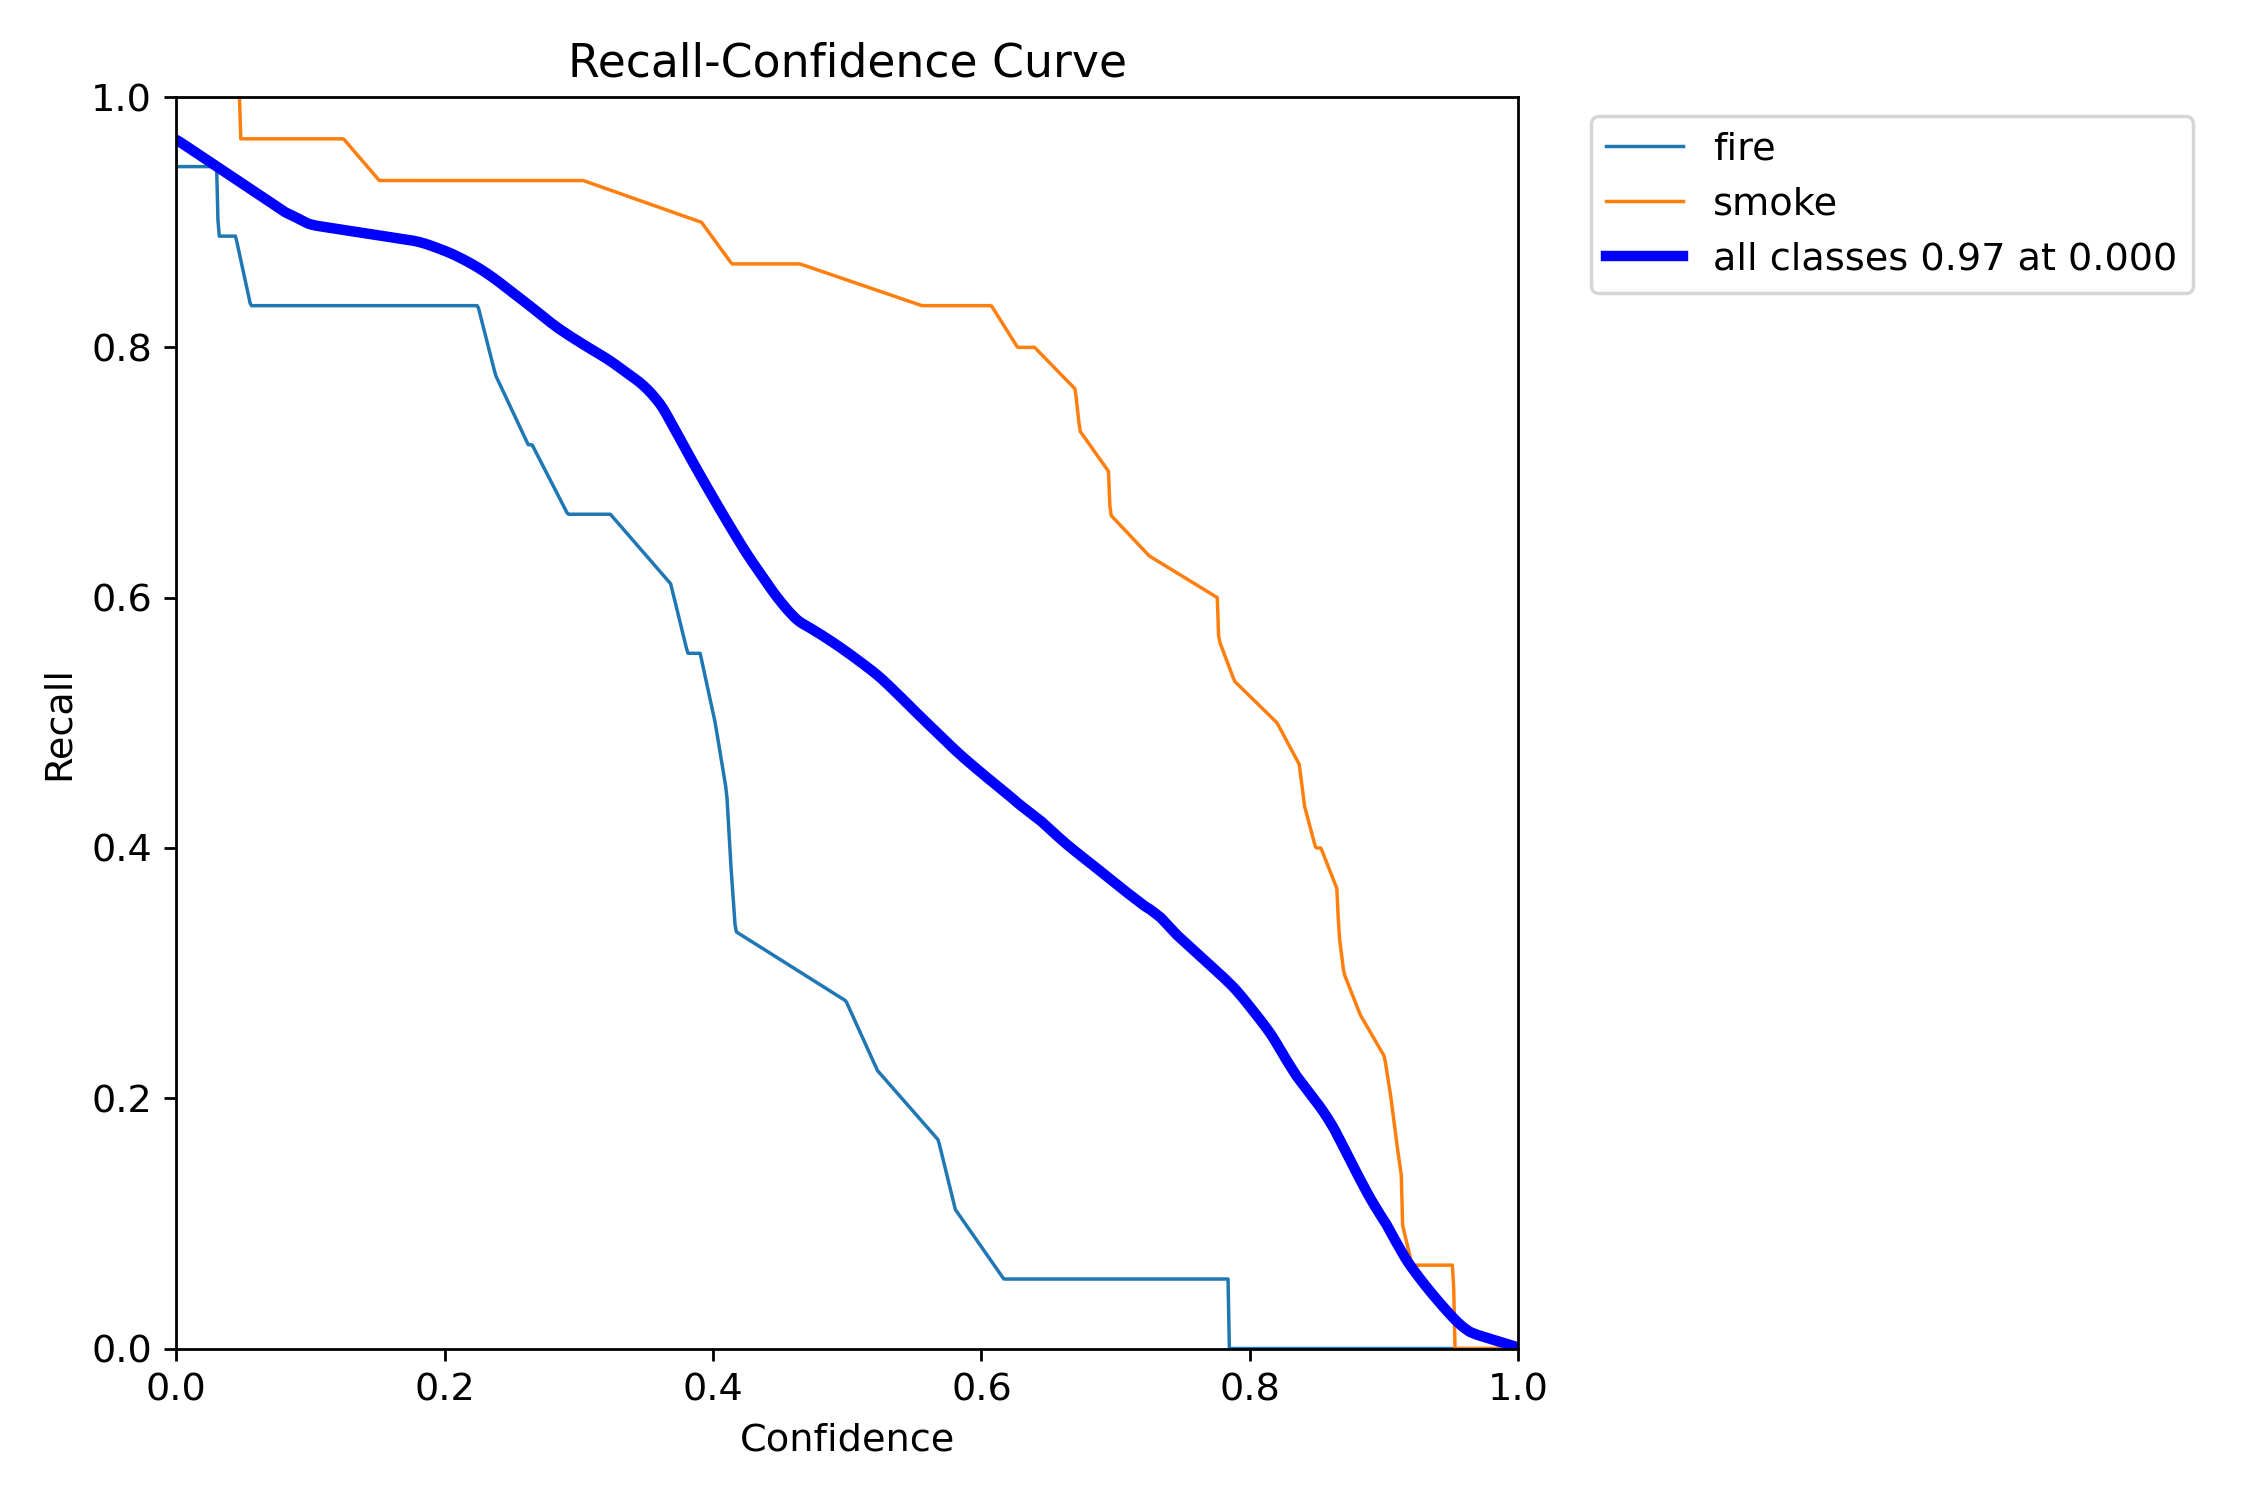 Recall-Confidence Curve
1.0
0.8
0.6
0.4
0.2
0.0
Recall
0.0 0.2 0.4 0.6 0.8 1.0
Confidence
fire
smoke
all classes 0.97 at 0.000